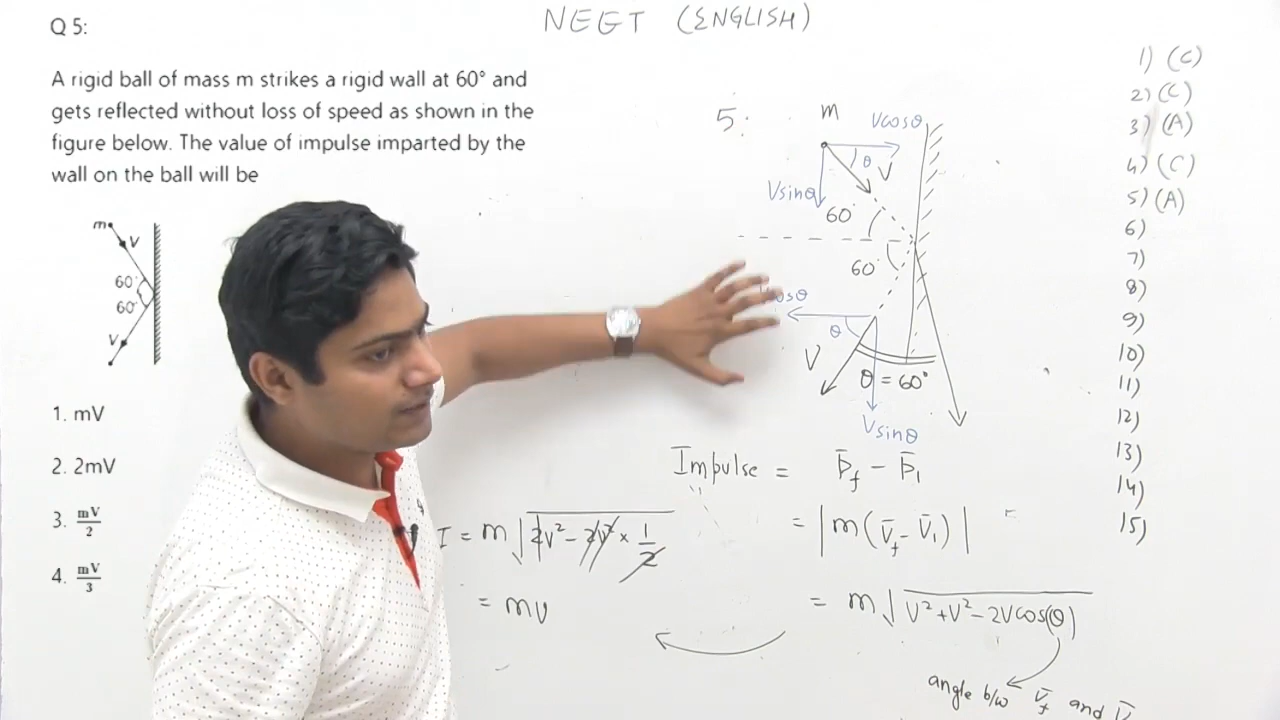 NEET (ENGLISH)
Q 5:
A rigid ball of mass m strikes a rigid wall at 60° and
gets reflected without loss of speed as shown in the
figure below. The value of impulse imparted by the
wall on the ball will be
m
V
60°
60°
V
1. mV
2. 2mV
3. mV/2
4. mV/3
5.
m
Vcosθ
θ
V
Vsinθ
60°
60°
cosθ
θ
V
θ = 60°
Vsinθ
Impulse = p̄f - p̄1
= |m(V̄f - V̄1)|
= m√(V²+V²-2Vcos(θ))
angle b/w V̄f and
I = m√(2V² - 2V² × 1/2)
= mv
1) (C)
2) (C)
3) (A)
4) (C)
5) (A)
6)
7)
8)
9)
10)
11)
12)
13)
14)
15)